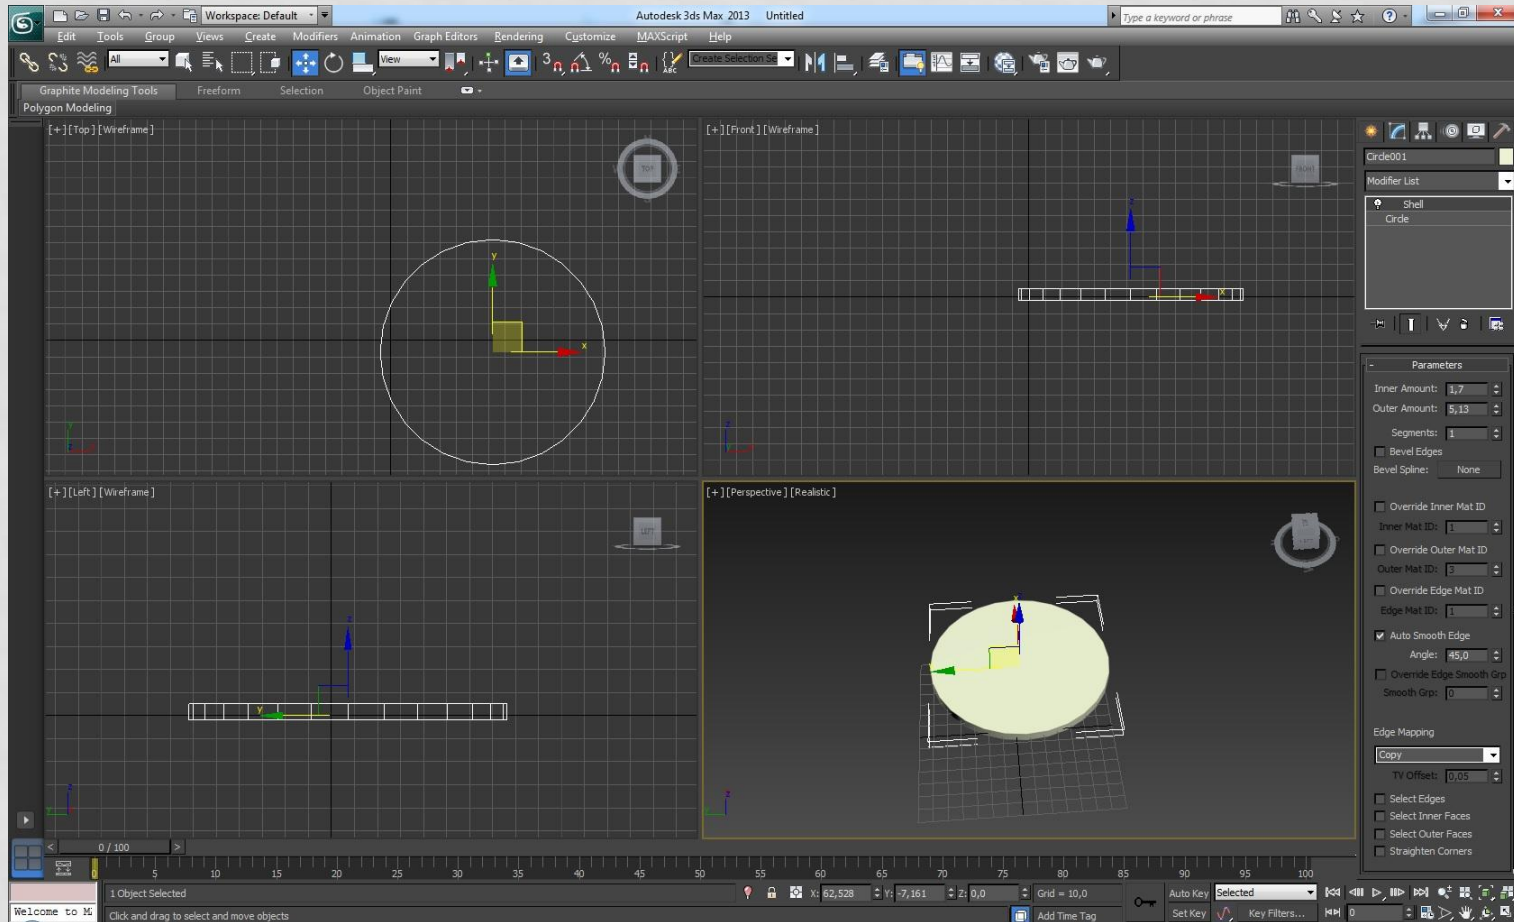 Workspace: Default
Autodesk 3ds Max 2013 Untitled
Type a keyword or phrase
Edit Tools Group Views Create Modifiers Animation Graph Editors Rendering Customize MAXScript Help
All View Create Selection Se
Graphite Modeling Tools Freeform Selection Object Paint
Polygon Modeling
[+][Top][Wireframe]
TOP
[+][Front][Wireframe]
FRONT
y
x
z
x
[+][Left][Wireframe]
LEFT
z
y
[+][Perspective][Realistic]
Circle001
Modifier List
Shell
Circle
- Parameters
Inner Amount: 1,7
Outer Amount: 5,13
Segments: 1
Bevel Edges
Bevel Spline: None
Override Inner Mat ID
Inner Mat ID: 1
Override Outer Mat ID
Outer Mat ID: 3
Override Edge Mat ID
Edge Mat ID: 1
Auto Smooth Edge
Angle: 45,0
Override Edge Smooth Grp
Smooth Grp: 0
Edge Mapping
Copy
TV Offset: 0,05
Select Edges
Select Inner Faces
Select Outer Faces
Straighten Corners
< 0 / 100 >
0 5 10 15 20 25 30 35 40 45 50 55 60 65 70 75 80 85 90 95 100
1 Object Selected X: 62,528 Y: -7,161 Z: 0,0 Grid = 10,0 Auto Key Selected
Welcome to Click and drag to select and move objects Add Time Tag Set Key Key Filters... 0